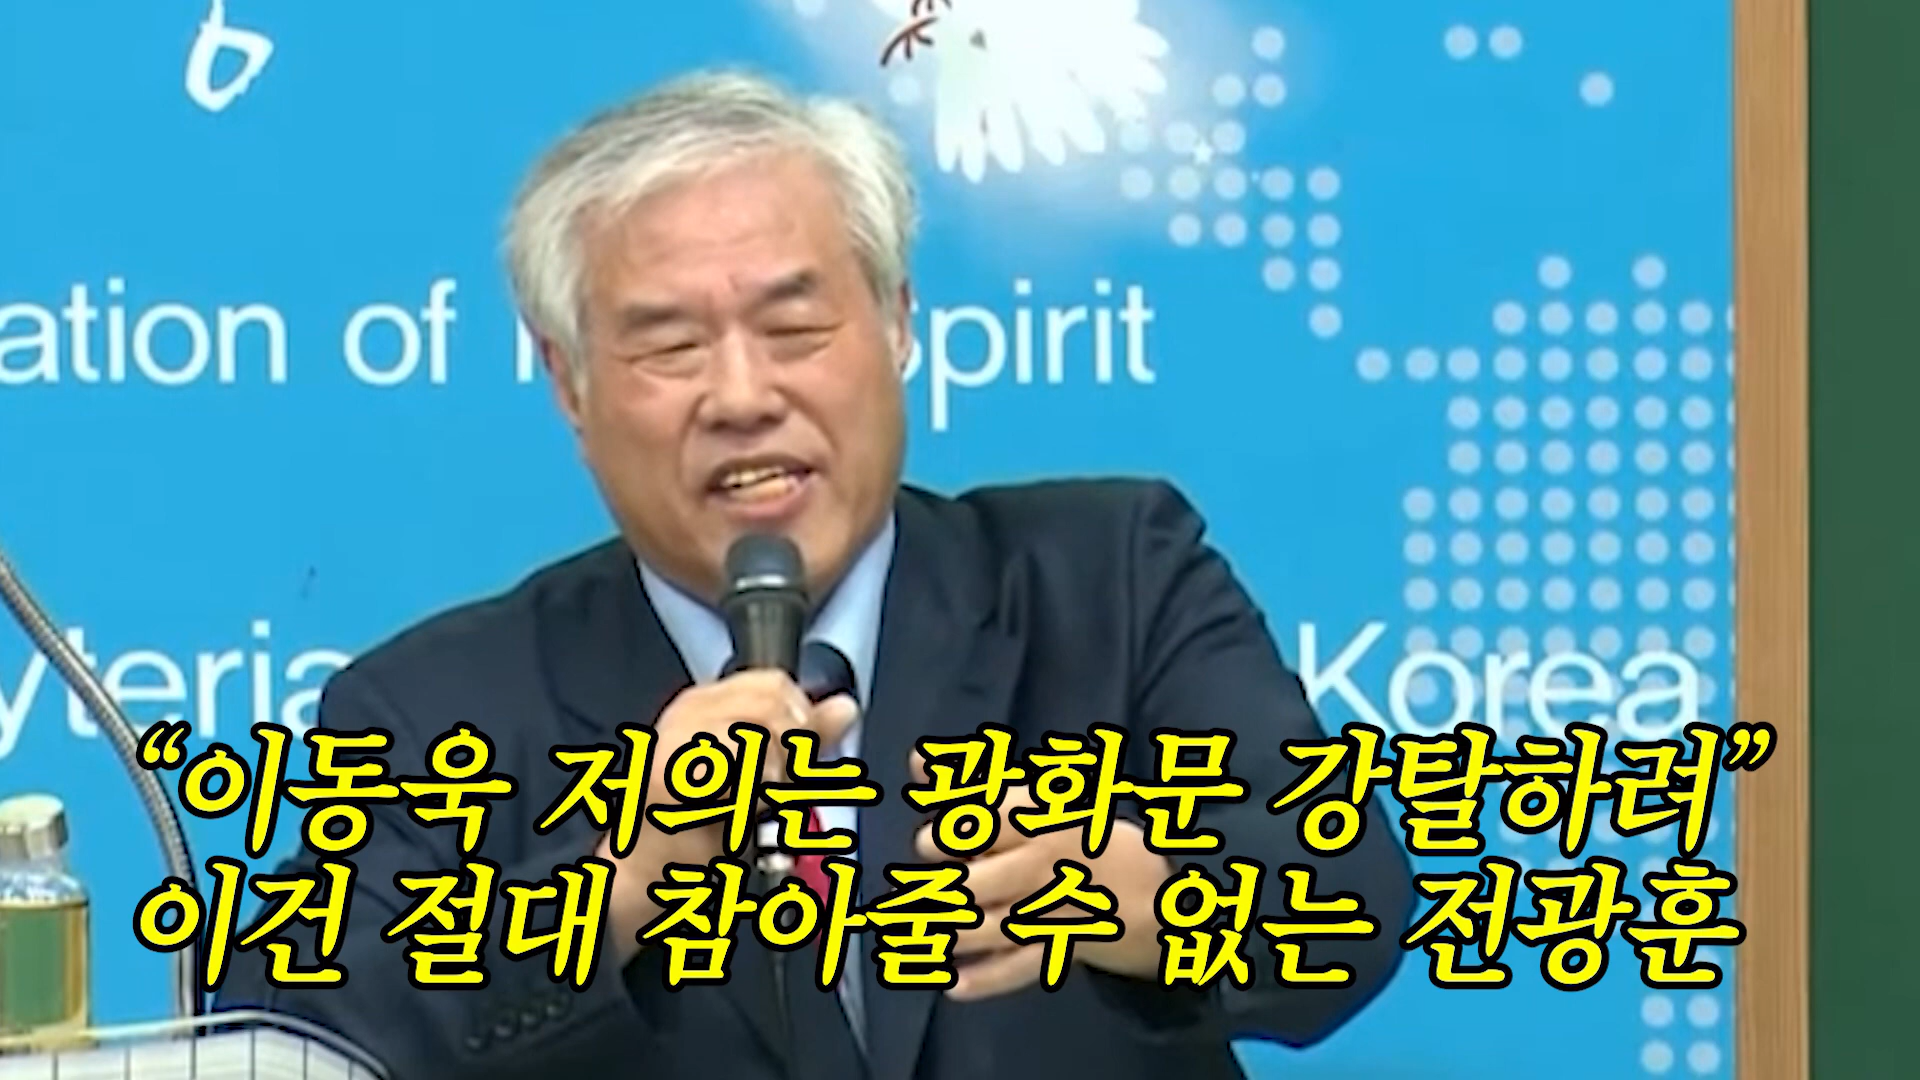 ation of
Spirit
yteria
Korea
“이동욱 저의는 광화문 강탈하려”
이건 절대 참아줄 수 없는 전광훈